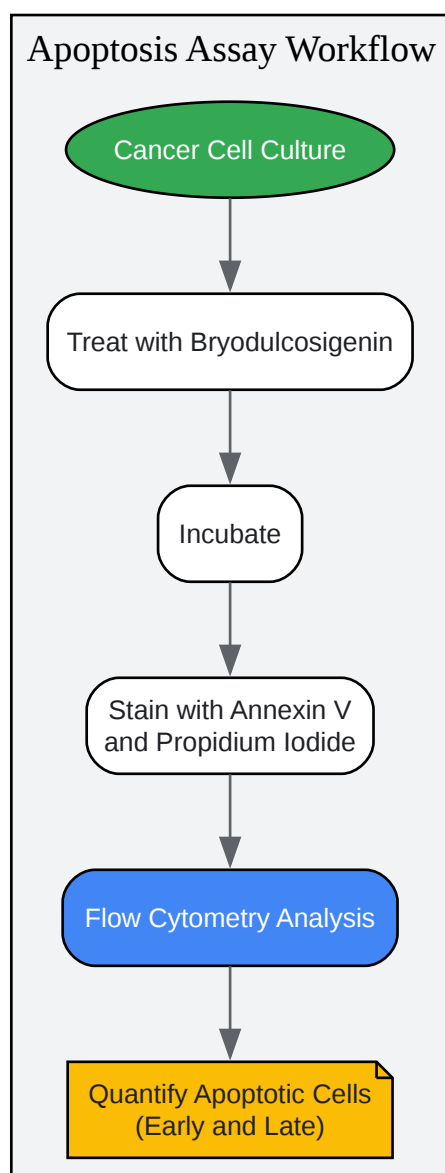 Apoptosis Assay Workflow
Cancer Cell Culture
Treat with Bryodulcosigenin
Incubate
Stain with Annexin V
and Propidium Iodide
Flow Cytometry Analysis
Quantify Apoptotic Cells
(Early and Late)